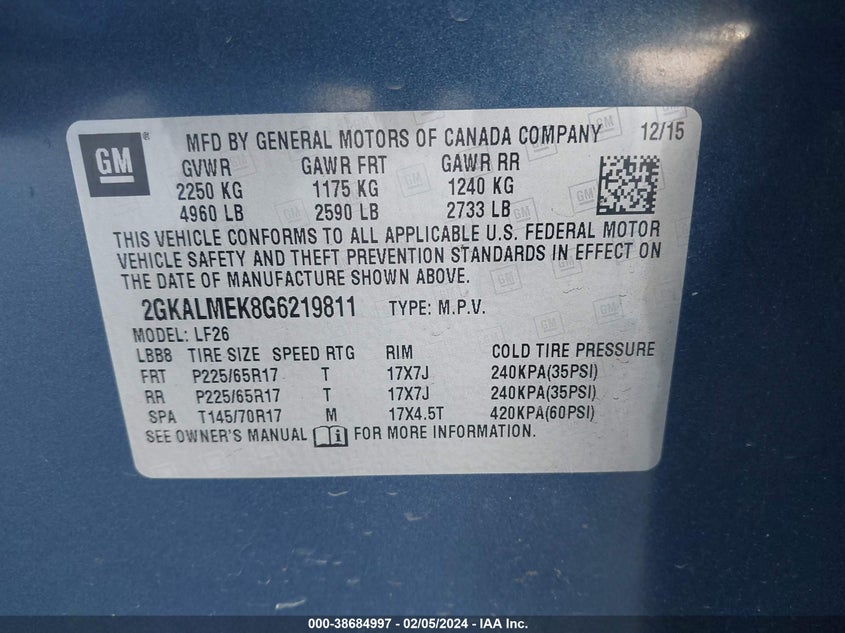 GM ® MFD BY GENERAL MOTORS OF CANADA COMPANY 12/15
GVWR GAWR FRT GAWR RR
2250 KG 1175 KG 1240 KG
4960 LB 2590 LB 2733 LB
THIS VEHICLE CONFORMS TO ALL APPLICABLE U.S. FEDERAL MOTOR
VEHICLE SAFETY AND THEFT PREVENTION STANDARDS IN EFFECT ON
THE DATE OF MANUFACTURE SHOWN ABOVE.
2GKALMEK8G6219811 TYPE: M.P.V.
MODEL: LF26
LBB8 TIRE SIZE SPEED RTG RIM COLD TIRE PRESSURE
FRT P225/65R17 T 17X7J 240KPA(35PSI)
RR P225/65R17 T 17X7J 240KPA(35PSI)
SPA T145/70R17 M 17X4.5T 420KPA(60PSI)
SEE OWNER'S MANUAL FOR MORE INFORMATION.
000-38684997 - 02/05/2024 - IAA Inc.